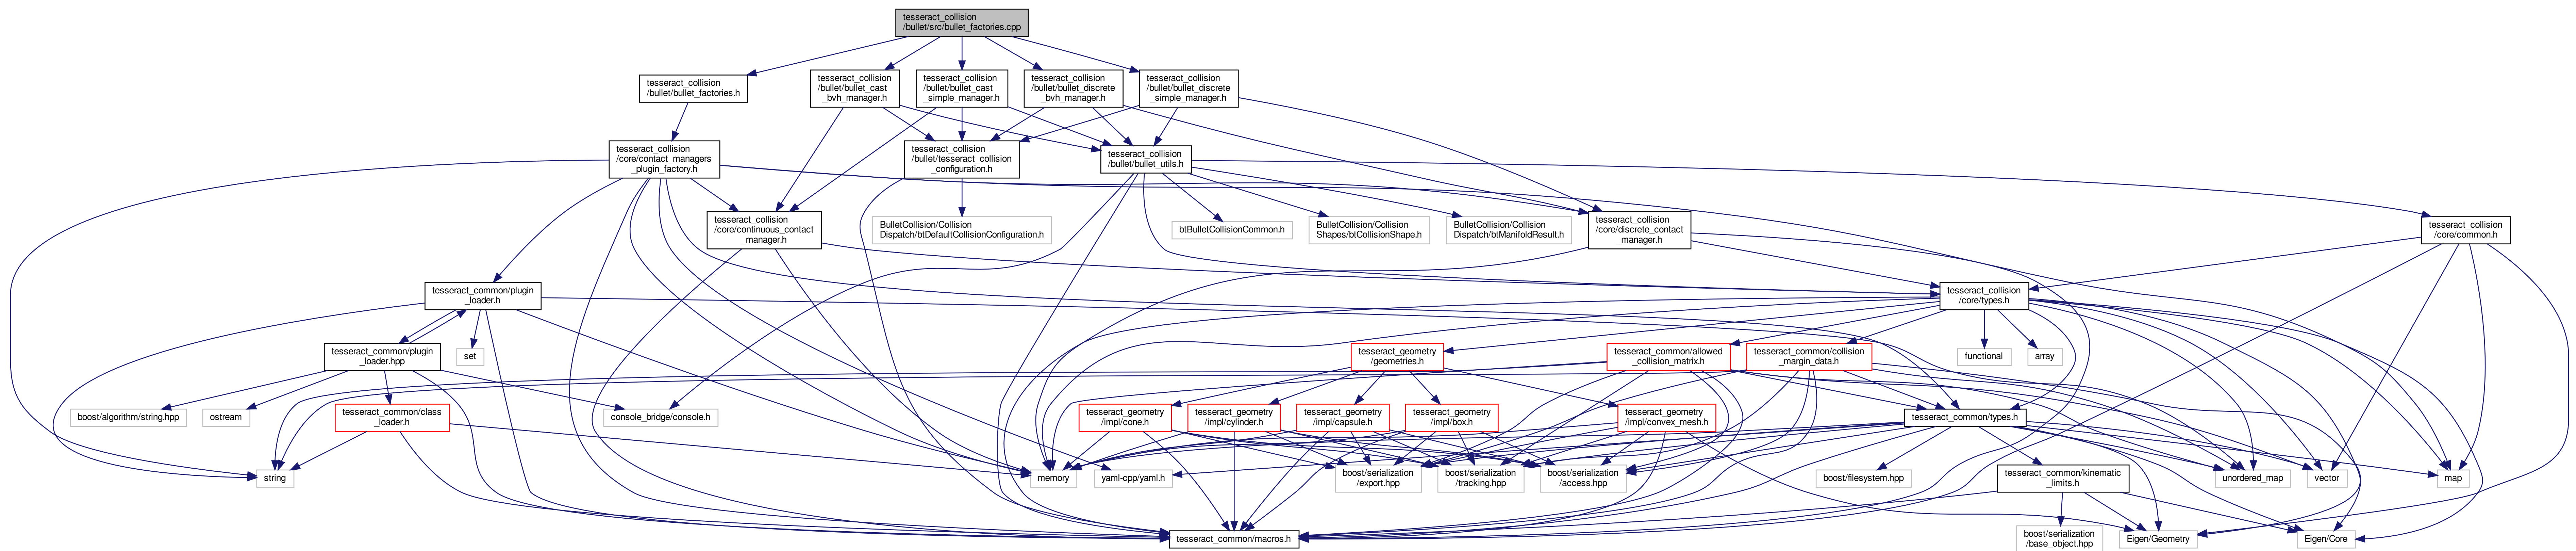 tesseract_collision
/bullet/src/bullet_factories.cpp
tesseract_collision
/bullet/bullet_factories.h
tesseract_collision
/bullet/bullet_cast
_bvh_manager.h
tesseract_collision
/bullet/bullet_cast
_simple_manager.h
tesseract_collision
/bullet/bullet_discrete
_bvh_manager.h
tesseract_collision
/bullet/bullet_discrete
_simple_manager.h
tesseract_collision
/core/contact_managers
_plugin_factory.h
tesseract_collision
/bullet/tesseract_collision
_configuration.h
tesseract_collision
/bullet/bullet_utils.h
tesseract_collision
/core/continuous_contact
_manager.h
BulletCollision/Collision
Dispatch/btDefaultCollisionConfiguration.h
btBulletCollisionCommon.h
BulletCollision/Collision
Shapes/btCollisionShape.h
BulletCollision/Collision
Dispatch/btManifoldResult.h
tesseract_collision
/core/discrete_contact
_manager.h
tesseract_collision
/core/common.h
tesseract_common/plugin
_loader.h
tesseract_collision
/core/types.h
tesseract_common/plugin
_loader.hpp
set
tesseract_geometry
/geometries.h
tesseract_common/allowed
_collision_matrix.h
tesseract_common/collision
_margin_data.h
functional
array
boost/algorithm/string.hpp
ostream
tesseract_common/class
_loader.h
console_bridge/console.h
tesseract_geometry
/impl/cone.h
tesseract_geometry
/impl/cylinder.h
tesseract_geometry
/impl/capsule.h
tesseract_geometry
/impl/box.h
tesseract_geometry
/impl/convex_mesh.h
tesseract_common/types.h
string
memory
yaml-cpp/yaml.h
boost/serialization
/export.hpp
boost/serialization
/tracking.hpp
boost/serialization
/access.hpp
boost/filesystem.hpp
tesseract_common/kinematic
_limits.h
unordered_map
vector
map
tesseract_common/macros.h
boost/serialization
/base_object.hpp
Eigen/Geometry
Eigen/Core